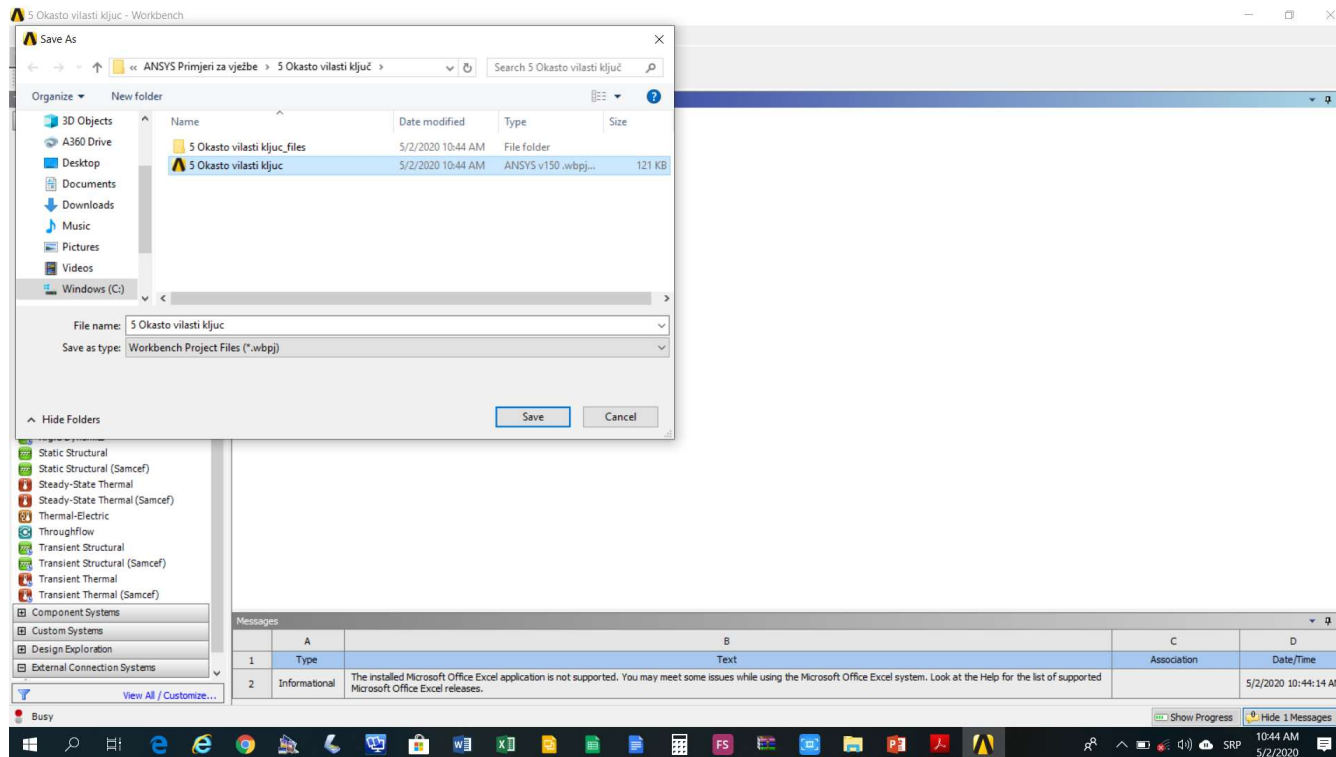 5 Okasto vilasti kljuc - Workbench
Save As
« ANSYS Primjeri za vježbe > 5 Okasto vilasti ključ >
Search 5 Okasto vilasti ključ
Organize
New folder
3D Objects
A360 Drive
Desktop
Documents
Downloads
Music
Pictures
Videos
Windows (C:)
Name Date modified Type Size
5 Okasto vilasti kljuc_files 5/2/2020 10:44 AM File folder
5 Okasto vilasti kljuc 5/2/2020 10:44 AM ANSYS v150 .wbpj... 121 KB
File name: 5 Okasto vilasti kljuc
Save as type: Workbench Project Files (*.wbpj)
Hide Folders
Save
Cancel
Static Structural
Static Structural (Samcef)
Steady-State Thermal
Steady-State Thermal (Samcef)
Thermal-Electric
Throughflow
Transient Structural
Transient Structural (Samcef)
Transient Thermal
Transient Thermal (Samcef)
Component Systems
Custom Systems
Design Exploration
External Connection Systems
View All / Customize...
Messages
A B C D
1 Type Text Association Date/Time
2 Informational The installed Microsoft Office Excel application is not supported. You may meet some issues while using the Microsoft Office Excel system. Look at the Help for the list of supported
Microsoft Office Excel releases. 5/2/2020 10:44:14 AM
Busy
Show Progress
Hide 1 Messages
FS
SRP
10:44 AM
5/2/2020